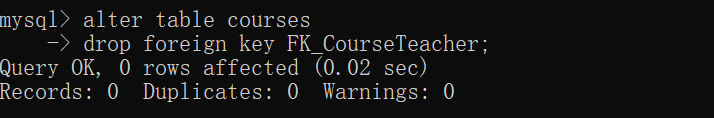 mysql> alter table courses
    -> drop foreign key FK_CourseTeacher;
Query OK, 0 rows affected (0.02 sec)
Records: 0  Duplicates: 0  Warnings: 0